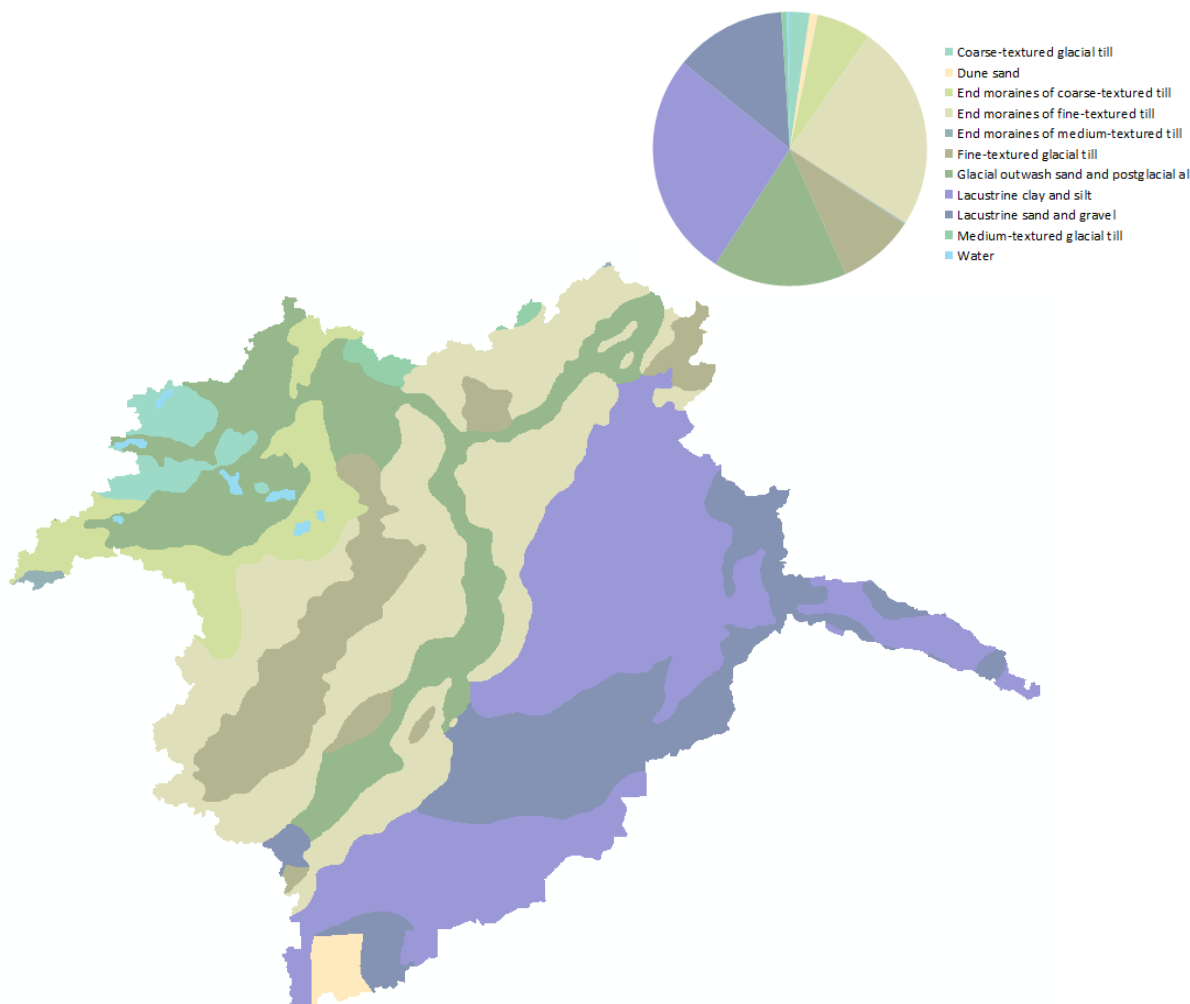 Coarse-textured glacial till
Dune sand
End moraines of coarse-textured till
End moraines of fine-textured till
End moraines of medium-textured till
Fine-textured glacial till
Glacial outwash sand and postglacial al
Lacustrine clay and silt
Lacustrine sand and gravel
Medium-textured glacial till
Water